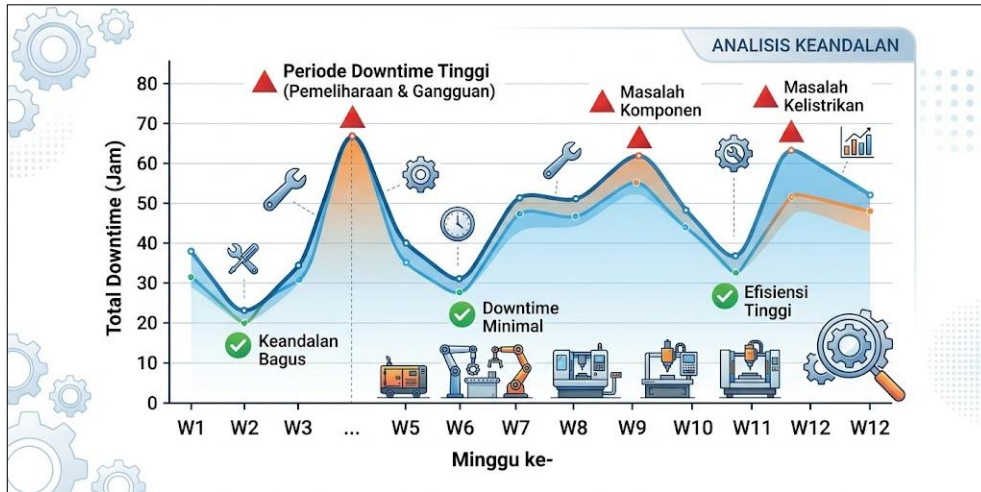 ANALISIS KEANDALAN
Total Downtime (Jam)
80
70
60
50
40
30
20
10
0
Periode Downtime Tinggi
(Pemeliharaan & Gangguan)
Masalah
Komponen
Masalah
Kelistrikan
Keandalan
Bagus
Downtime
Minimal
Efisiensi
Tinggi
W1 W2 W3 ... W5 W6 W7 W8 W9 W10 W11 W12 W12
Minggu ke-